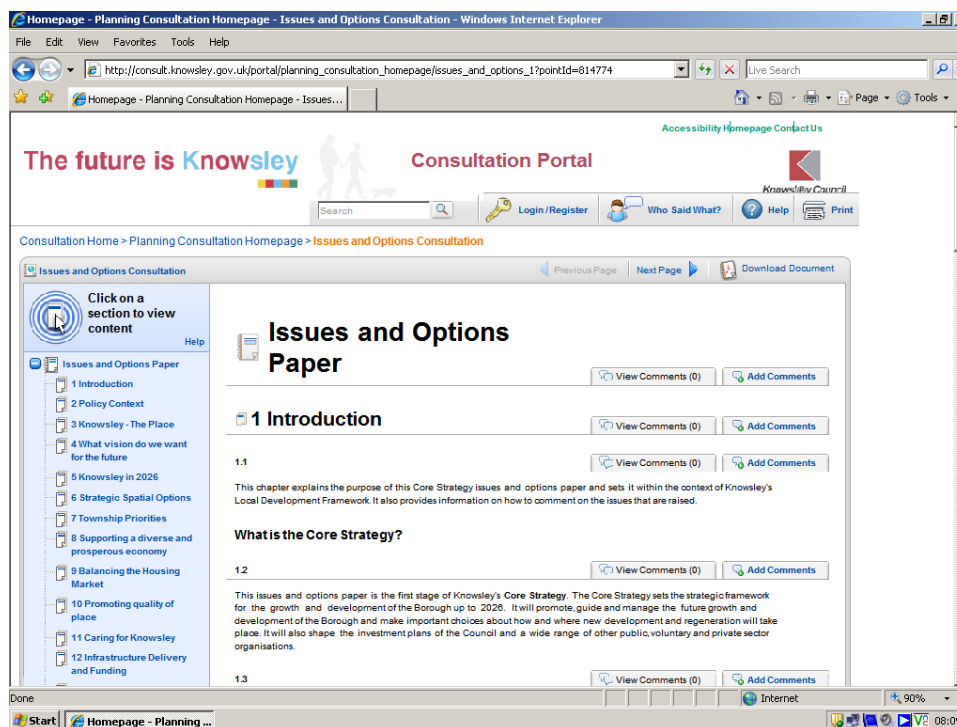 Homepage - Planning Consultation Homepage - Issues and Options Consultation - Windows Internet Explorer
File Edit View Favorites Tools Help
http://consult.knowsley.gov.uk/portal/planning_consultation_homepage/issues_and_options_1?pointId=814774
Live Search
Homepage - Planning Consultation Homepage - Issues...
Page Tools
Accessibility Homepage Contact Us
The future is Knowsley
Consultation Portal
Knowsley Council
Search
Login/Register
Who Said What?
Help
Print
Consultation Home > Planning Consultation Homepage > Issues and Options Consultation
Issues and Options Consultation
Previous Page
Next Page
Download Document
Click on a
section to view
content
Help
Issues and Options Paper
1 Introduction
2 Policy Context
3 Knowsley - The Place
4 What vision do we want
for the future
5 Knowsley in 2026
6 Strategic Spatial Options
7 Township Priorities
8 Supporting a diverse and
prosperous economy
9 Balancing the Housing
Market
10 Promoting quality of
place
11 Caring for Knowsley
12 Infrastructure Delivery
and Funding
Issues and Options
Paper
View Comments (0) Add Comments
1 Introduction
View Comments (0) Add Comments
1.1
View Comments (0) Add Comments
This chapter explains the purpose of this Core Strategy issues and options paper and sets it within the context of Knowsley's
Local Development Framework. It also provides information on how to comment on the issues that are raised.
What is the Core Strategy?
1.2
View Comments (0) Add Comments
This issues and options paper is the first stage of Knowsley's Core Strategy. The Core Strategy sets the strategic framework
for the growth and development of the Borough up to 2026. It will promote, guide and manage the future growth and
development of the Borough and make important choices about how and where new development and regeneration will take
place. It will also shape the investment plans of the Council and a wide range of other public, voluntary and private sector
organisations.
1.3
View Comments (0) Add Comments
Done
Internet
90%
Start
Homepage - Planning ...